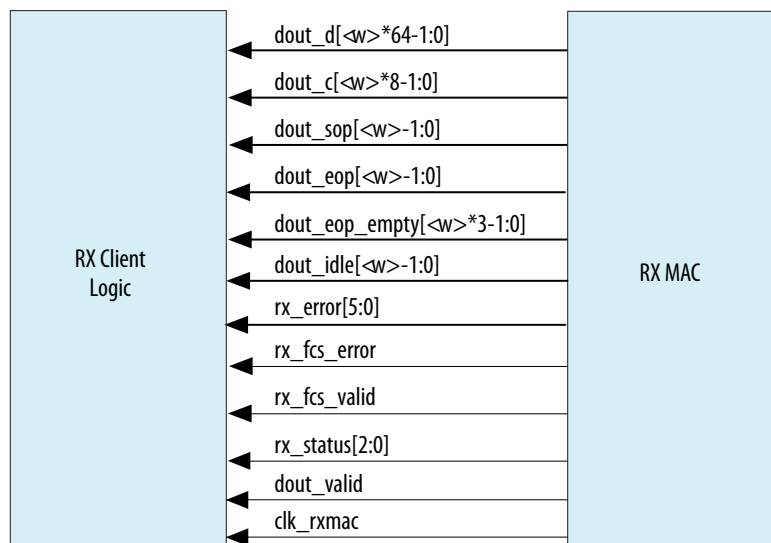 dout_d[<w>*64-1:0]
dout_c[<w>*8-1:0]
dout_sop[<w>-1:0]
dout_eop[<w>-1:0]
dout_eop_empty[<w>*3-1:0]
dout_idle[<w>-1:0]
rx_error[5:0]
rx_fcs_error
rx_fcs_valid
rx_status[2:0]
dout_valid
clk_rxmac
RX Client
Logic
RX MAC